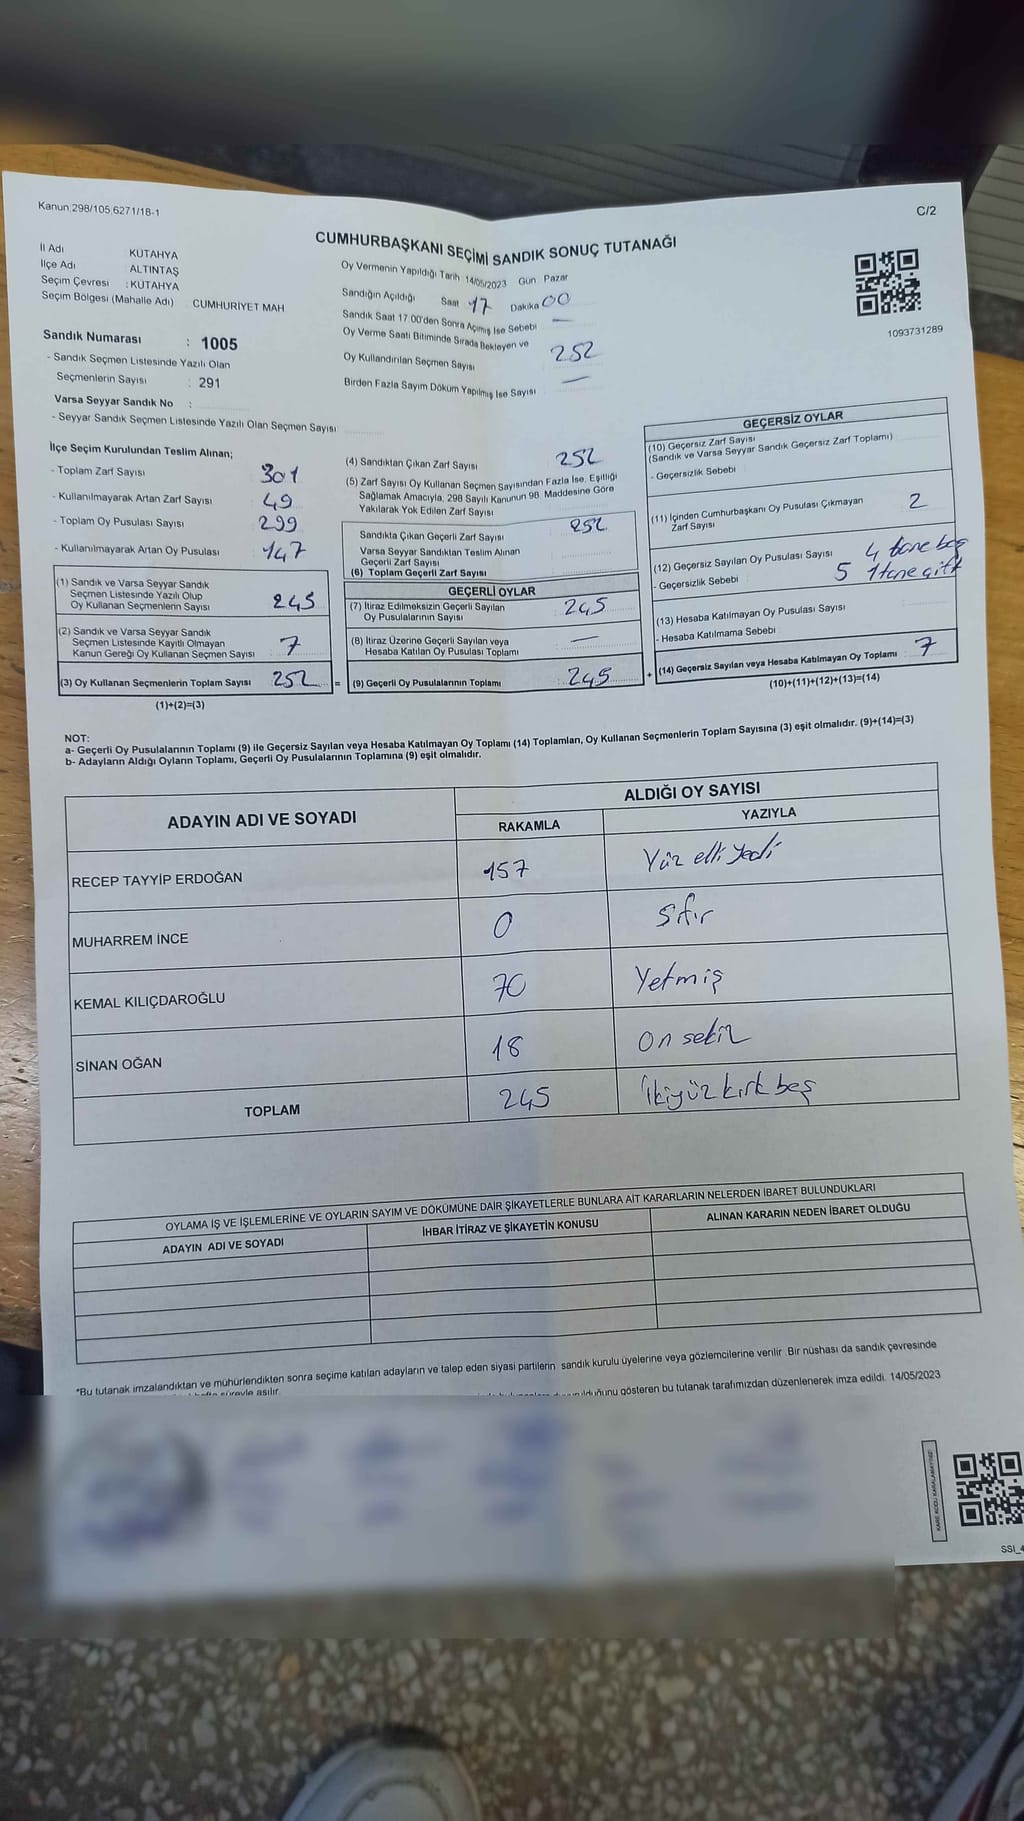 Kanun;298/105;6271/18-1
C/2
CUMHURBAŞKANI SEÇİMİ SANDIK SONUÇ TUTANAĞI
İl Adı KÜTAHYA
İlçe Adı ALTINTAŞ
Seçim Çevresi : KÜTAHYA
Seçim Bölgesi (Mahalle Adı) CUMHURİYET MAH
Oy Vermenin Yapıldığı Tarih 14/05/2023 Gün Pazar
Sandığın Açıldığı Saat 17 Dakika 00
Sandık Saat 17.00'den Sonra Açımış İse Sebebi —
Oy Verme Saati Bitiminde Sırada Bekleyen ve
Oy Kullandırılan Seçmen Sayısı 252
Birden Fazla Sayım Döküm Yapılmış İse Sayısı —
1093731289
Sandık Numarası : 1005
- Sandık Seçmen Listesinde Yazılı Olan
Seçmenlerin Sayısı : 291
Varsa Seyyar Sandık No :
- Seyyar Sandık Seçmen Listesinde Yazılı Olan Seçmen Sayısı
İlçe Seçim Kurulundan Teslim Alınan;
- Toplam Zarf Sayısı 301
- Kullanılmayarak Artan Zarf Sayısı 49
- Toplam Oy Pusulası Sayısı 299
- Kullanılmayarak Artan Oy Pusulası 147
(1) Sandık ve Varsa Seyyar Sandık
Seçmen Listesinde Yazılı Olup
Oy Kullanan Seçmenlerin Sayısı 245
(2) Sandık ve Varsa Seyyar Sandık
Seçmen Listesinde Kayıtlı Olmayan
Kanun Gereği Oy Kullanan Seçmen Sayısı 7
(3) Oy Kullanan Seçmenlerin Toplam Sayısı 252 =
(1)+(2)=(3)
(4) Sandıktan Çıkan Zarf Sayısı 252
(5) Zarf Sayısı Oy Kullanan Seçmen Sayısından Fazla İse, Eşitliği
Sağlamak Amacıyla, 298 Sayılı Kanunun 98. Maddesine Göre
Yakılarak Yok Edilen Zarf Sayısı
Sandıkta Çıkan Geçerli Zarf Sayısı 252
Varsa Seyyar Sandıktan Teslim Alınan
Geçerli Zarf Sayısı
(6) Toplam Geçerli Zarf Sayısı
GEÇERLİ OYLAR
(7) İtiraz Edilmeksizin Geçerli Sayılan
Oy Pusulalarının Sayısı 245
(8) İtiraz Üzerine Geçerli Sayılan veya
Hesaba Katılan Oy Pusulası Toplamı —
(9) Geçerli Oy Pusulalarının Toplamı 245 +
GEÇERSİZ OYLAR
(10) Geçersiz Zarf Sayısı
(Sandık ve Varsa Seyyar Sandık Geçersiz Zarf Toplamı)
- Geçersizlik Sebebi
(11) İçinden Cumhurbaşkanı Oy Pusulası Çıkmayan
Zarf Sayısı 2
(12) Geçersiz Sayılan Oy Pusulası Sayısı 4 tane boş
- Geçersizlik Sebebi 5 1 tane çift
(13) Hesaba Katılmayan Oy Pusulası Sayısı
- Hesaba Katılmama Sebebi
(14) Geçersiz Sayılan veya Hesaba Katılmayan Oy Toplamı 7
(10)+(11)+(12)+(13)=(14)
NOT:
a- Geçerli Oy Pusulalarının Toplamı (9) ile Geçersiz Sayılan veya Hesaba Katılmayan Oy Toplamı (14) Toplamları, Oy Kullanan Seçmenlerin Toplam Sayısına (3) eşit olmalıdır. (9)+(14)=(3)
b- Adayların Aldığı Oyların Toplamı, Geçerli Oy Pusulalarının Toplamına (9) eşit olmalıdır.
ADAYIN ADI VE SOYADI ALDIĞI OY SAYISI
RAKAMLA YAZIYLA
RECEP TAYYİP ERDOĞAN 157 Yüz elli yedi
MUHARREM İNCE 0 Sıfır
KEMAL KILIÇDAROĞLU 70 Yetmiş
SİNAN OĞAN 18 On sekiz
TOPLAM 245 İkiyüz kırk beş
OYLAMA İŞ VE İŞLEMLERİNE VE OYLARIN SAYIM VE DÖKÜMÜNE DAİR ŞİKAYETLERLE BUNLARA AİT KARARLARIN NELERDEN İBARET BULUNDUKLARI
ADAYIN ADI VE SOYADI İHBAR İTİRAZ VE ŞİKAYETİN KONUSU ALINAN KARARIN NEDEN İBARET OLDUĞU
*Bu tutanak imzalandıktan ve mühürlendikten sonra seçime katılan adayların ve talep eden siyasi partilerin sandık kurulu üyelerine veya gözlemcilerine verilir Bir nüshası da sandık çevresinde
süreyle asılır.
gösteren bu tutanak tarafımızdan düzenlenerek imza edildi. 14/05/2023
KARE KODU KARALAMAYINIZ!
SSI_4